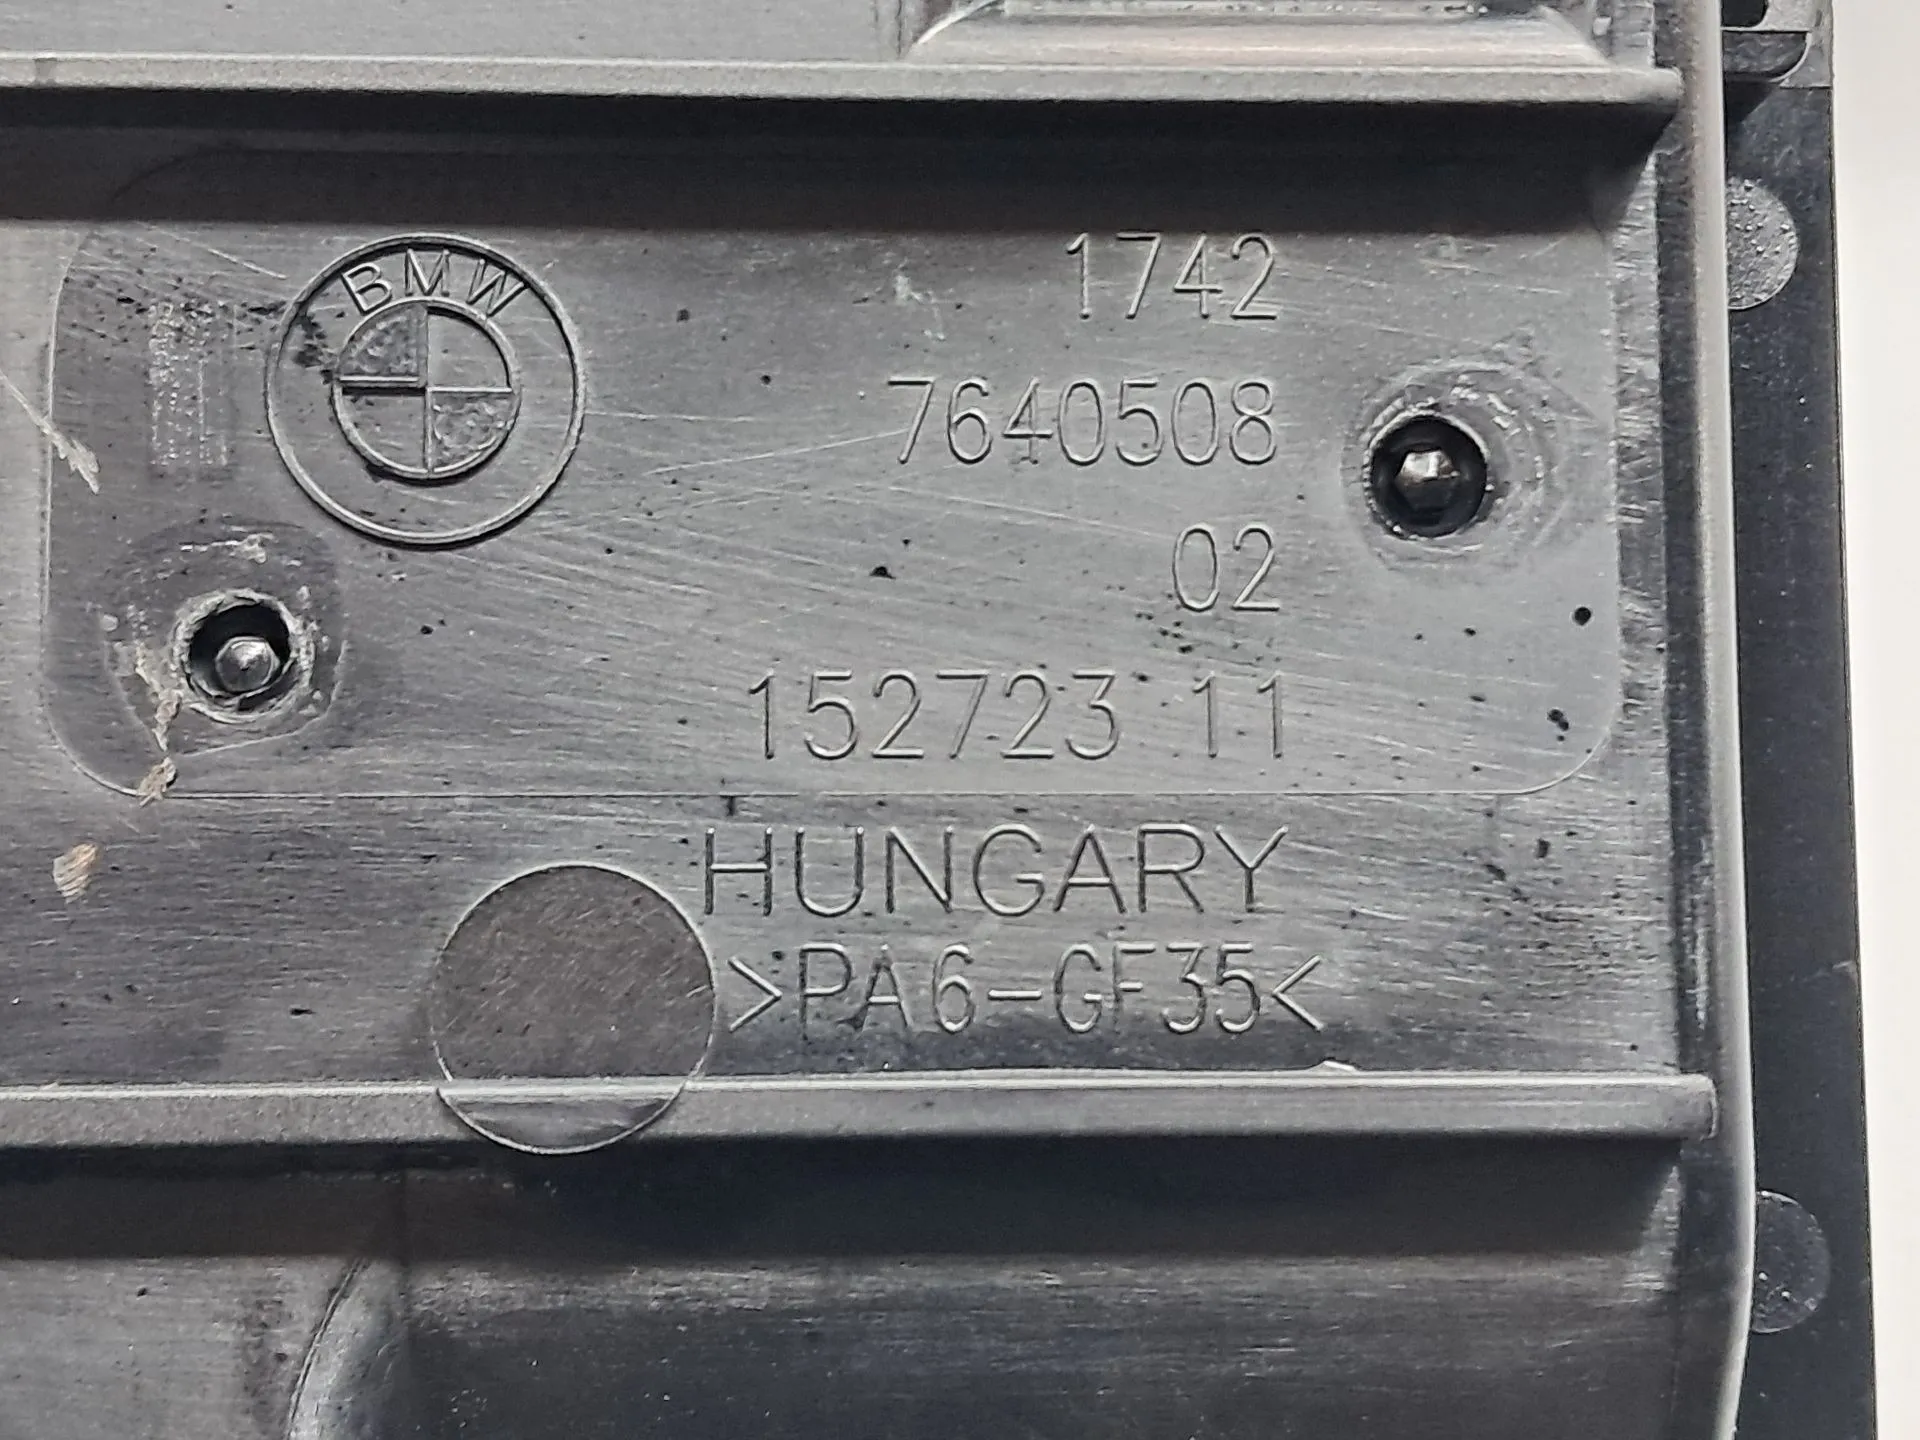 BMW
1742
7640508
02
152723 11
HUNGARY
>PA6-GF35<